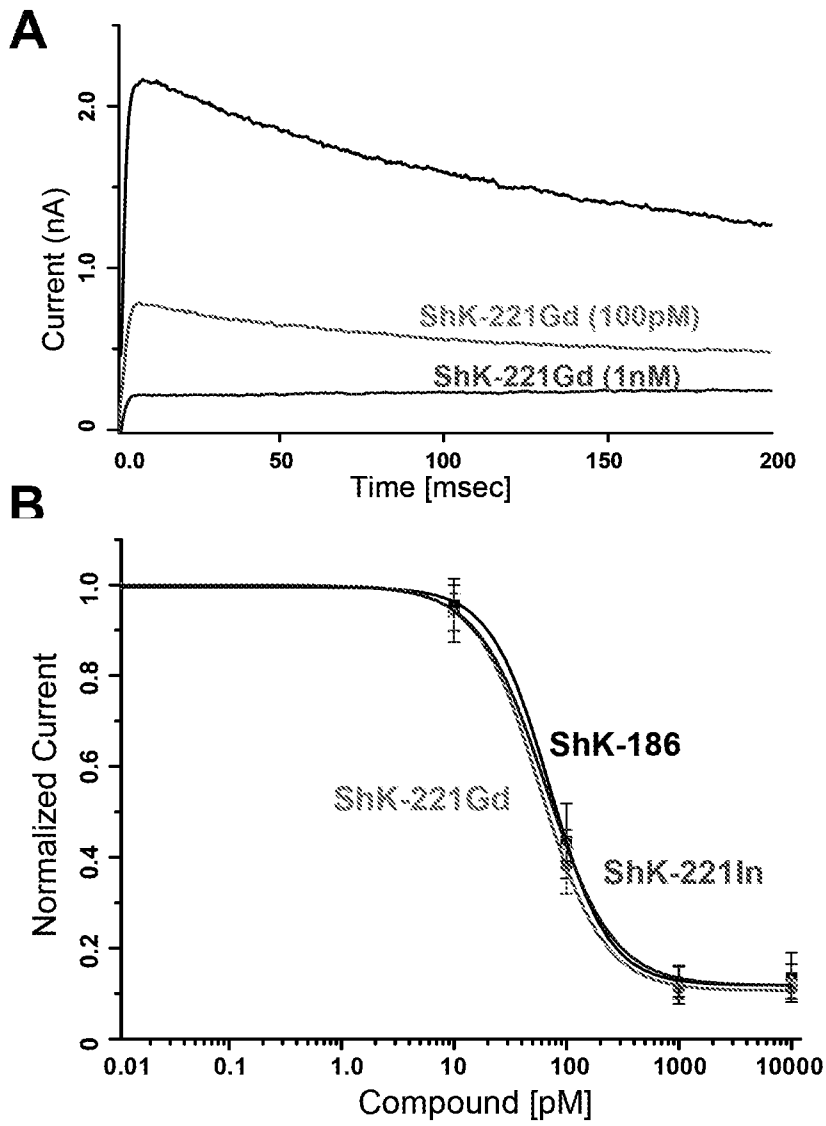 A
Current (nA)
2.0
1.0
0
ShK-221Gd (100pM)
ShK-221Gd (1nM)
0.0 50 100 150 200
Time [msec]
B
Normalized Current
1.0
0.8
0.6
0.4
0.2
0
ShK-186
ShK-221Gd
ShK-221In
0.01 0.1 1.0 10 100 1000 10000
Compound [pM]